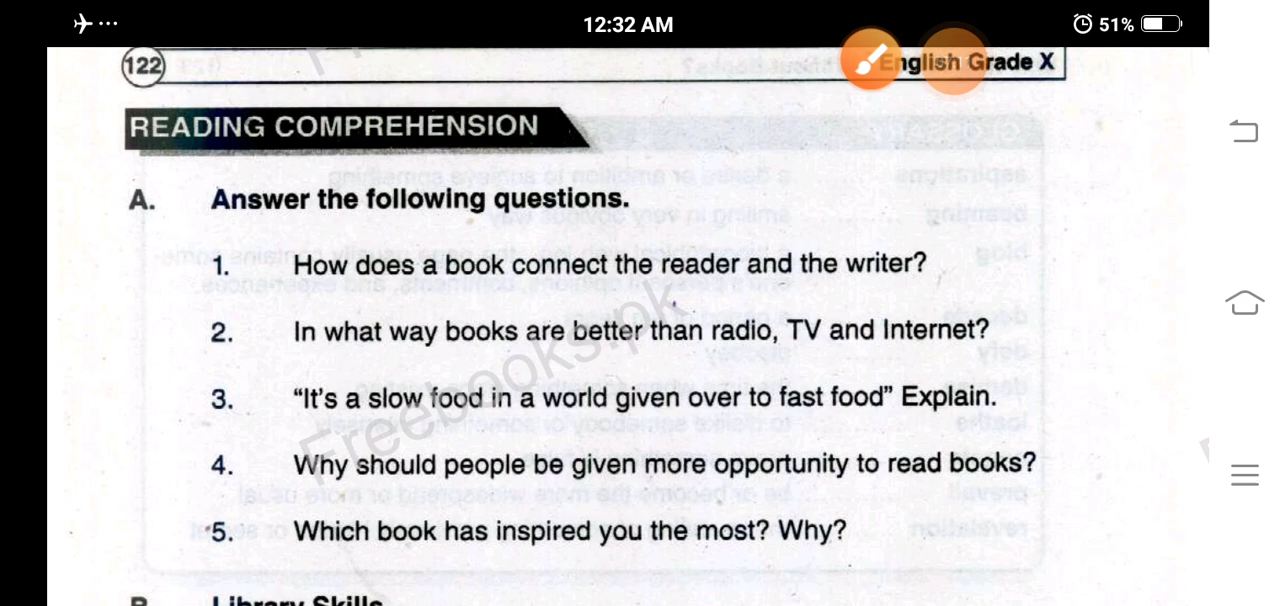 12:32 AM 51%
122 English Grade X
READING COMPREHENSION
A. Answer the following questions.
1. How does a book connect the reader and the writer?
2. In what way books are better than radio, TV and Internet?
3. “It's a slow food in a world given over to fast food” Explain.
4. Why should people be given more opportunity to read books?
5. Which book has inspired you the most? Why?
B. Library Skills
Freebooks.pk